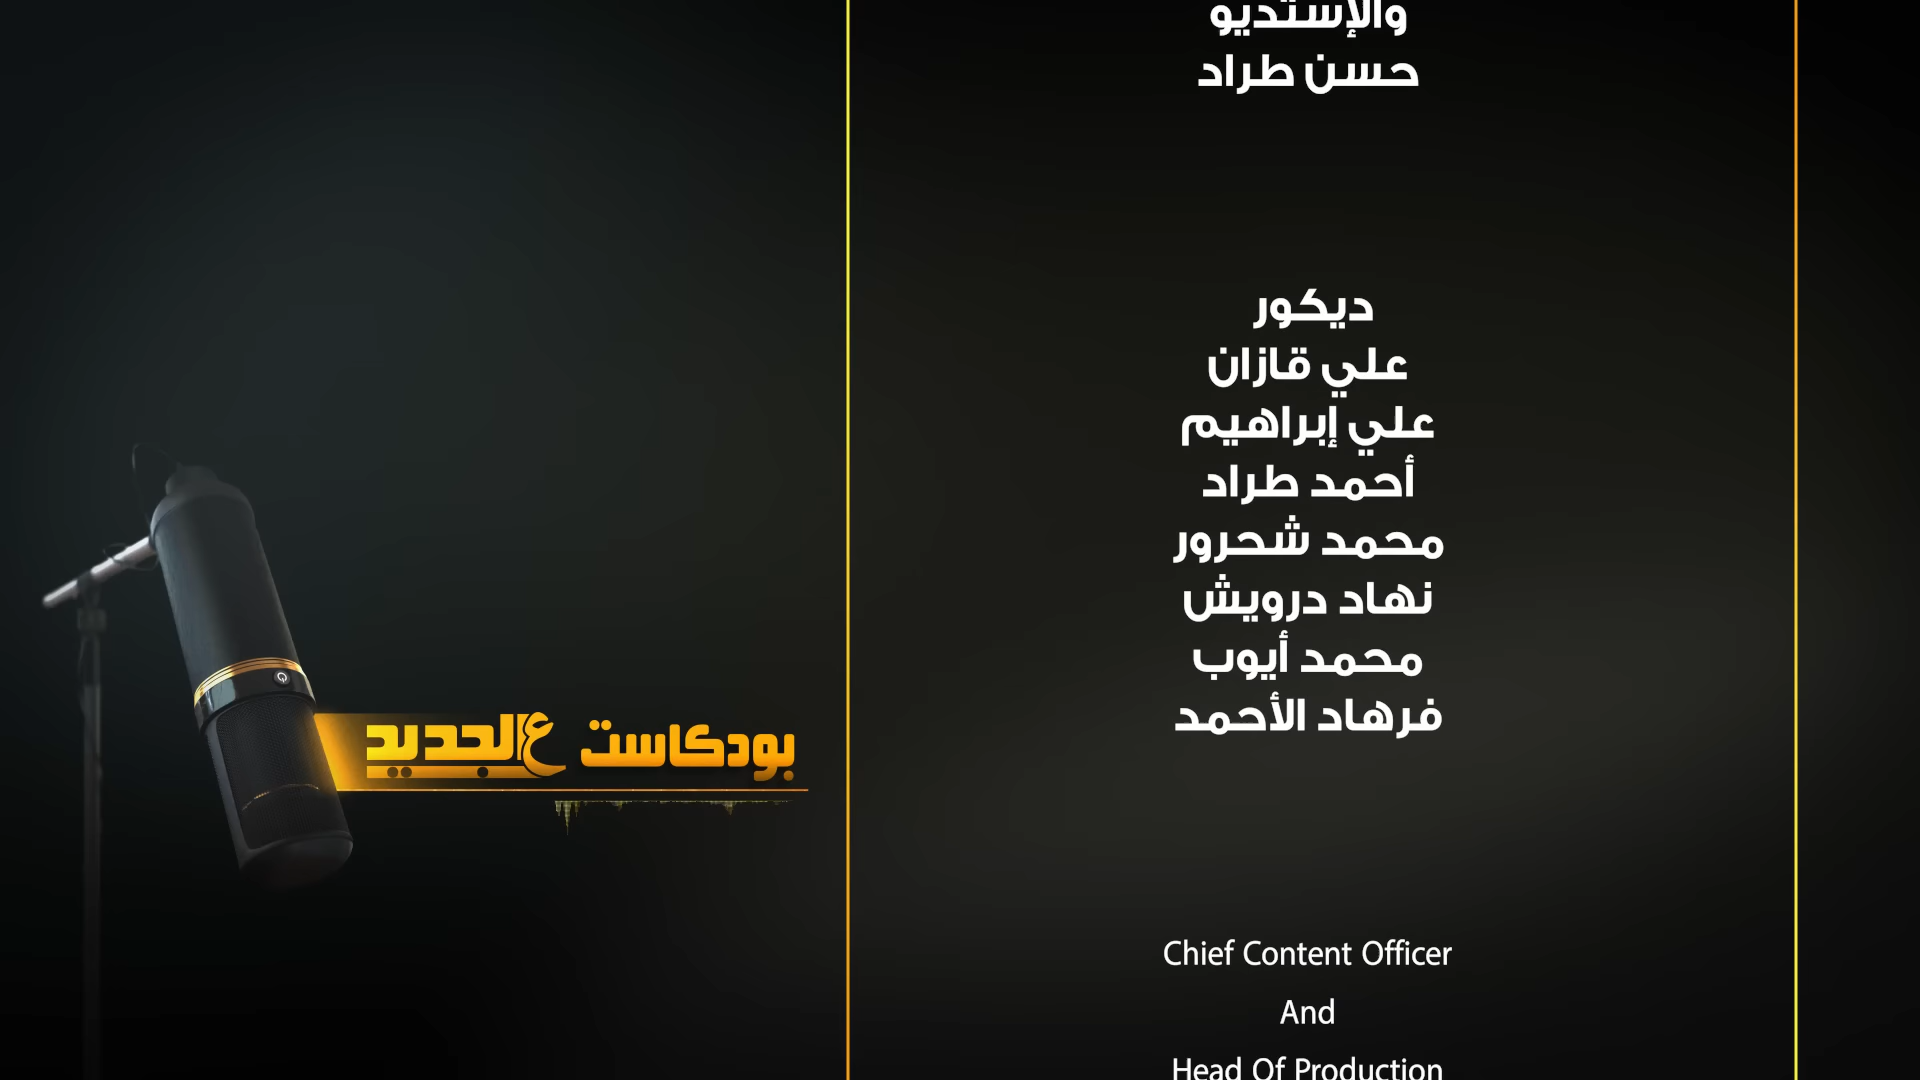 والإستديو
حسن طراد
ديكور
علي قازان
علي إبراهيم
أحمد طراد
محمد شحرور
نهاد درويش
محمد أيوب
فرهاد الأحمد
بودكاست ع الجديد
Chief Content Officer
And
Head Of Production